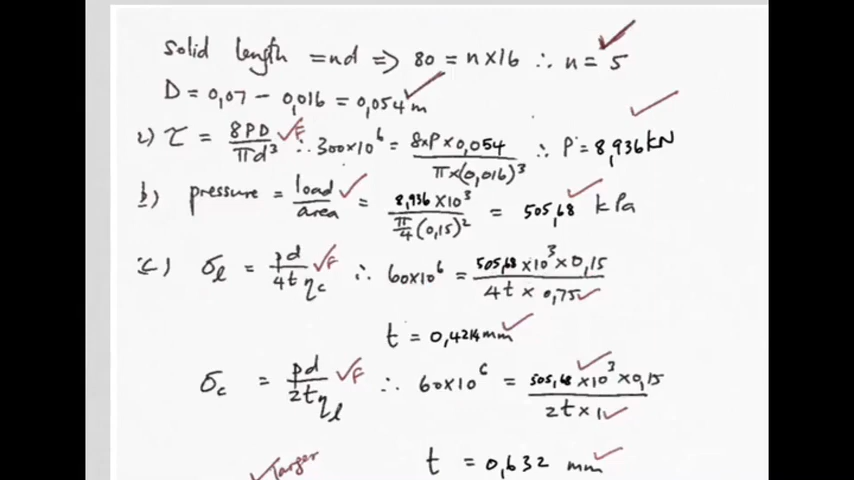 solid length = nd => 80 = n×16 ∴ n = 5
D = 0,07 − 0,016 = 0,054 m
a) τ = 8PD/πd³ ✓F ∴ 300×10⁶ = 8×P×0,054/π×(0,016)³ ∴ P = 8,936 kN
b) pressure = load/area = 8,936×10³/π/4(0,15)² = 505,68 kPa
c) σl = pd/4tηc ✓F ∴ 60×10⁶ = 505,68×10³×0,15/4t×0,75
t = 0,4214 mm
σc = pd/2tηl ✓F ∴ 60×10⁶ = 505,68×10³×0,15/2t×1
t = 0,632 mm
✓Larger